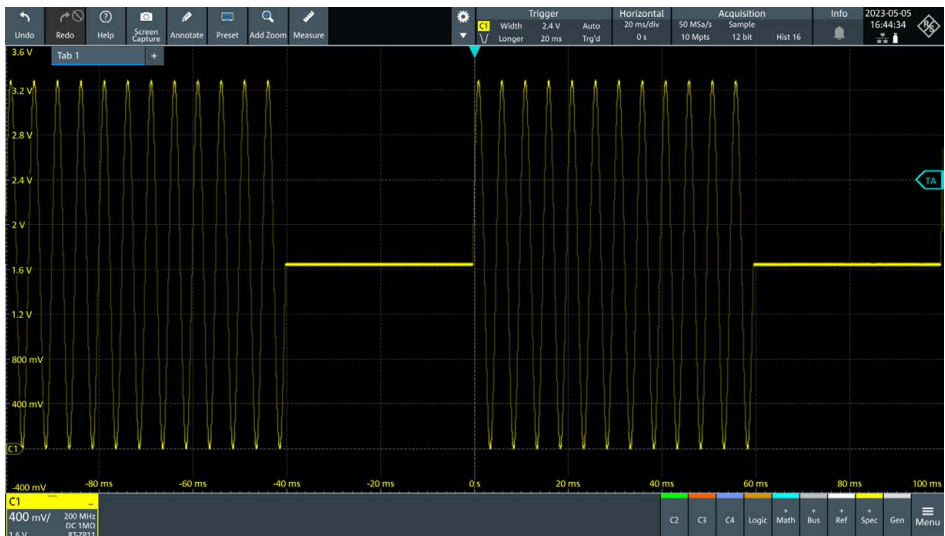 Undo
Redo
Help
Screen
Capture
Annotate
Preset
Add Zoom
Measure
Trigger
C1 Width 2.4 V Auto
Longer 20 ms Trg'd
Horizontal
20 ms/div
0 s
Acquisition
50 MSa/s Sample
10 Mpts 12 bit Hist 16
Info
2023-05-05
16:44:34
R&S
Tab 1 +
3.6 V
3.2 V
2.8 V
2.4 V
2 V
1.6 V
1.2 V
800 mV
400 mV
C1
-400 mV
TA
-80 ms
-60 ms
-40 ms
-20 ms
0 s
20 ms
40 ms
60 ms
80 ms
100 ms
C1
400 mV/ 200 MHz
DC 1MΩ
1.6 V RT-ZP11
C2
C3
C4
Logic
+ Math
+ Bus
+ Ref
+ Spec
Gen
Menu